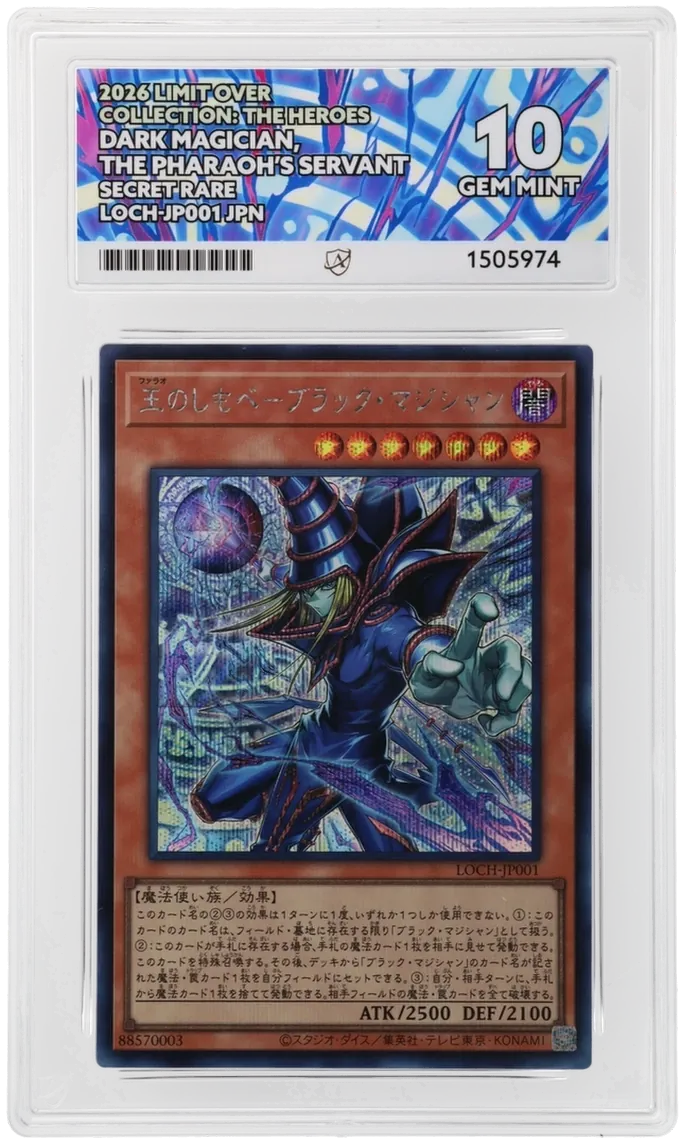 2026 LIMIT OVER
COLLECTION: THE HEROES
DARK MAGICIAN,
THE PHARAOH'S SERVANT
SECRET RARE
LOCH-JP001 JPN
10
GEM MINT
1505974
ファラオ
王のしもべ-ブラック・マジシャン
闇
LOCH-JP001
【魔法使い族/効果】
このカード名の②③の効果は1ターンに1度、いずれか1つしか使用できない。①:この
カードのカード名は、フィールド・墓地に存在する限り「ブラック・マジシャン」として扱う。
②:このカードが手札に存在する場合、手札の魔法カード1枚を相手に見せて発動できる。
このカードを特殊召喚する。その後、デッキから「ブラック・マジシャン」のカード名が記さ
れた魔法・罠カード1枚を自分フィールドにセットできる。③:自分・相手ターンに、手札
から魔法カード1枚を捨てて発動できる。相手フィールドの魔法・罠カードを全て破壊する。
ATK/2500 DEF/2100
88570003
©スタジオ・ダイス/集英社・テレビ東京・KONAMI